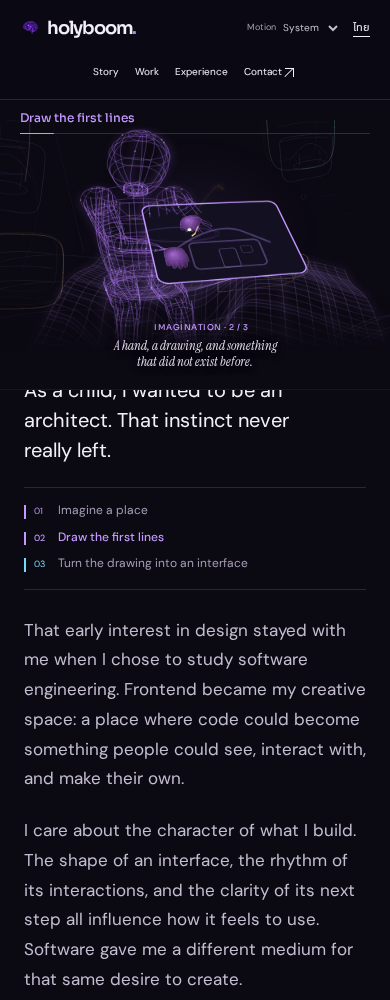 holyboom.
Motion System ไทย
Story Work Experience Contact
Draw the first lines
IMAGINATION · 2 / 3
A hand, a drawing, and something
that did not exist before.
As a child, I wanted to be an
architect. That instinct never
really left.
01 Imagine a place
02 Draw the first lines
03 Turn the drawing into an interface
That early interest in design stayed with
me when I chose to study software
engineering. Frontend became my creative
space: a place where code could become
something people could see, interact with,
and make their own.
I care about the character of what I build.
The shape of an interface, the rhythm of
its interactions, and the clarity of its next
step all influence how it feels to use.
Software gave me a different medium for
that same desire to create.